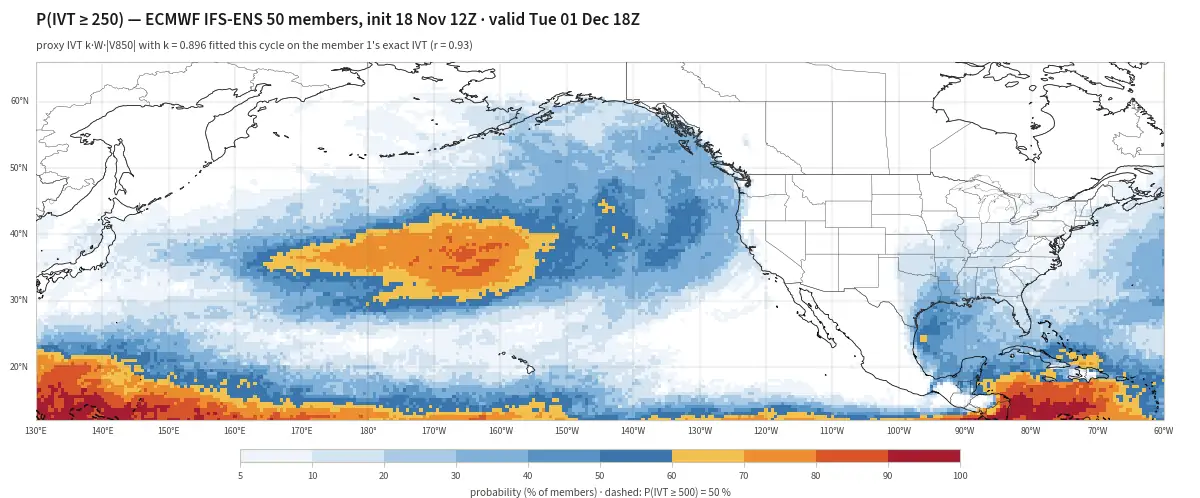 P(IVT ≥ 250) — ECMWF IFS-ENS 50 members, init 18 Nov 12Z · valid Tue 01 Dec 18Z
proxy IVT k·W·|V850| with k = 0.896 fitted this cycle on the member 1's exact IVT (r = 0.93)
60°N
50°N
40°N
30°N
20°N
130°E 140°E 150°E 160°E 170°E 180° 170°W 160°W 150°W 140°W 130°W 120°W 110°W 100°W 90°W 80°W 70°W 60°W
5 10 20 30 40 50 60 70 80 90 100
probability (% of members) · dashed: P(IVT ≥ 500) = 50 %